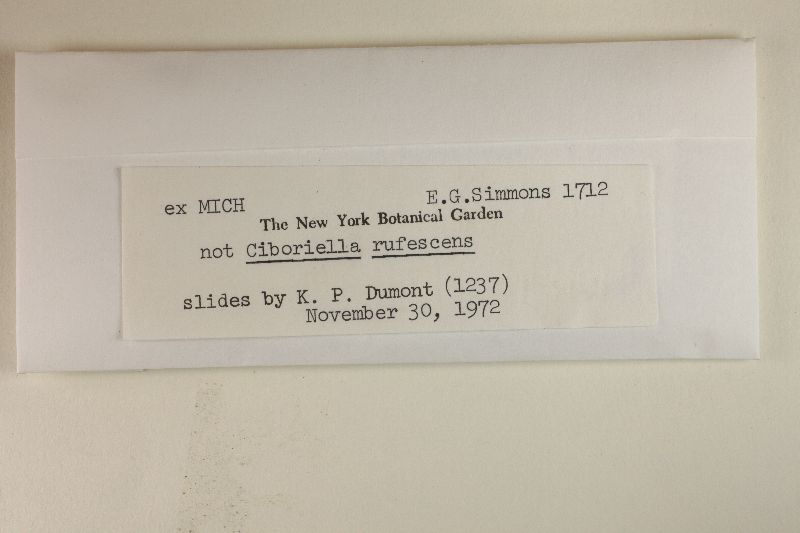 ex MICH E.G.Simmons 1712
The New York Botanical Garden
not Ciboriella rufescens
slides by K. P. Dumont (1237)
November 30, 1972